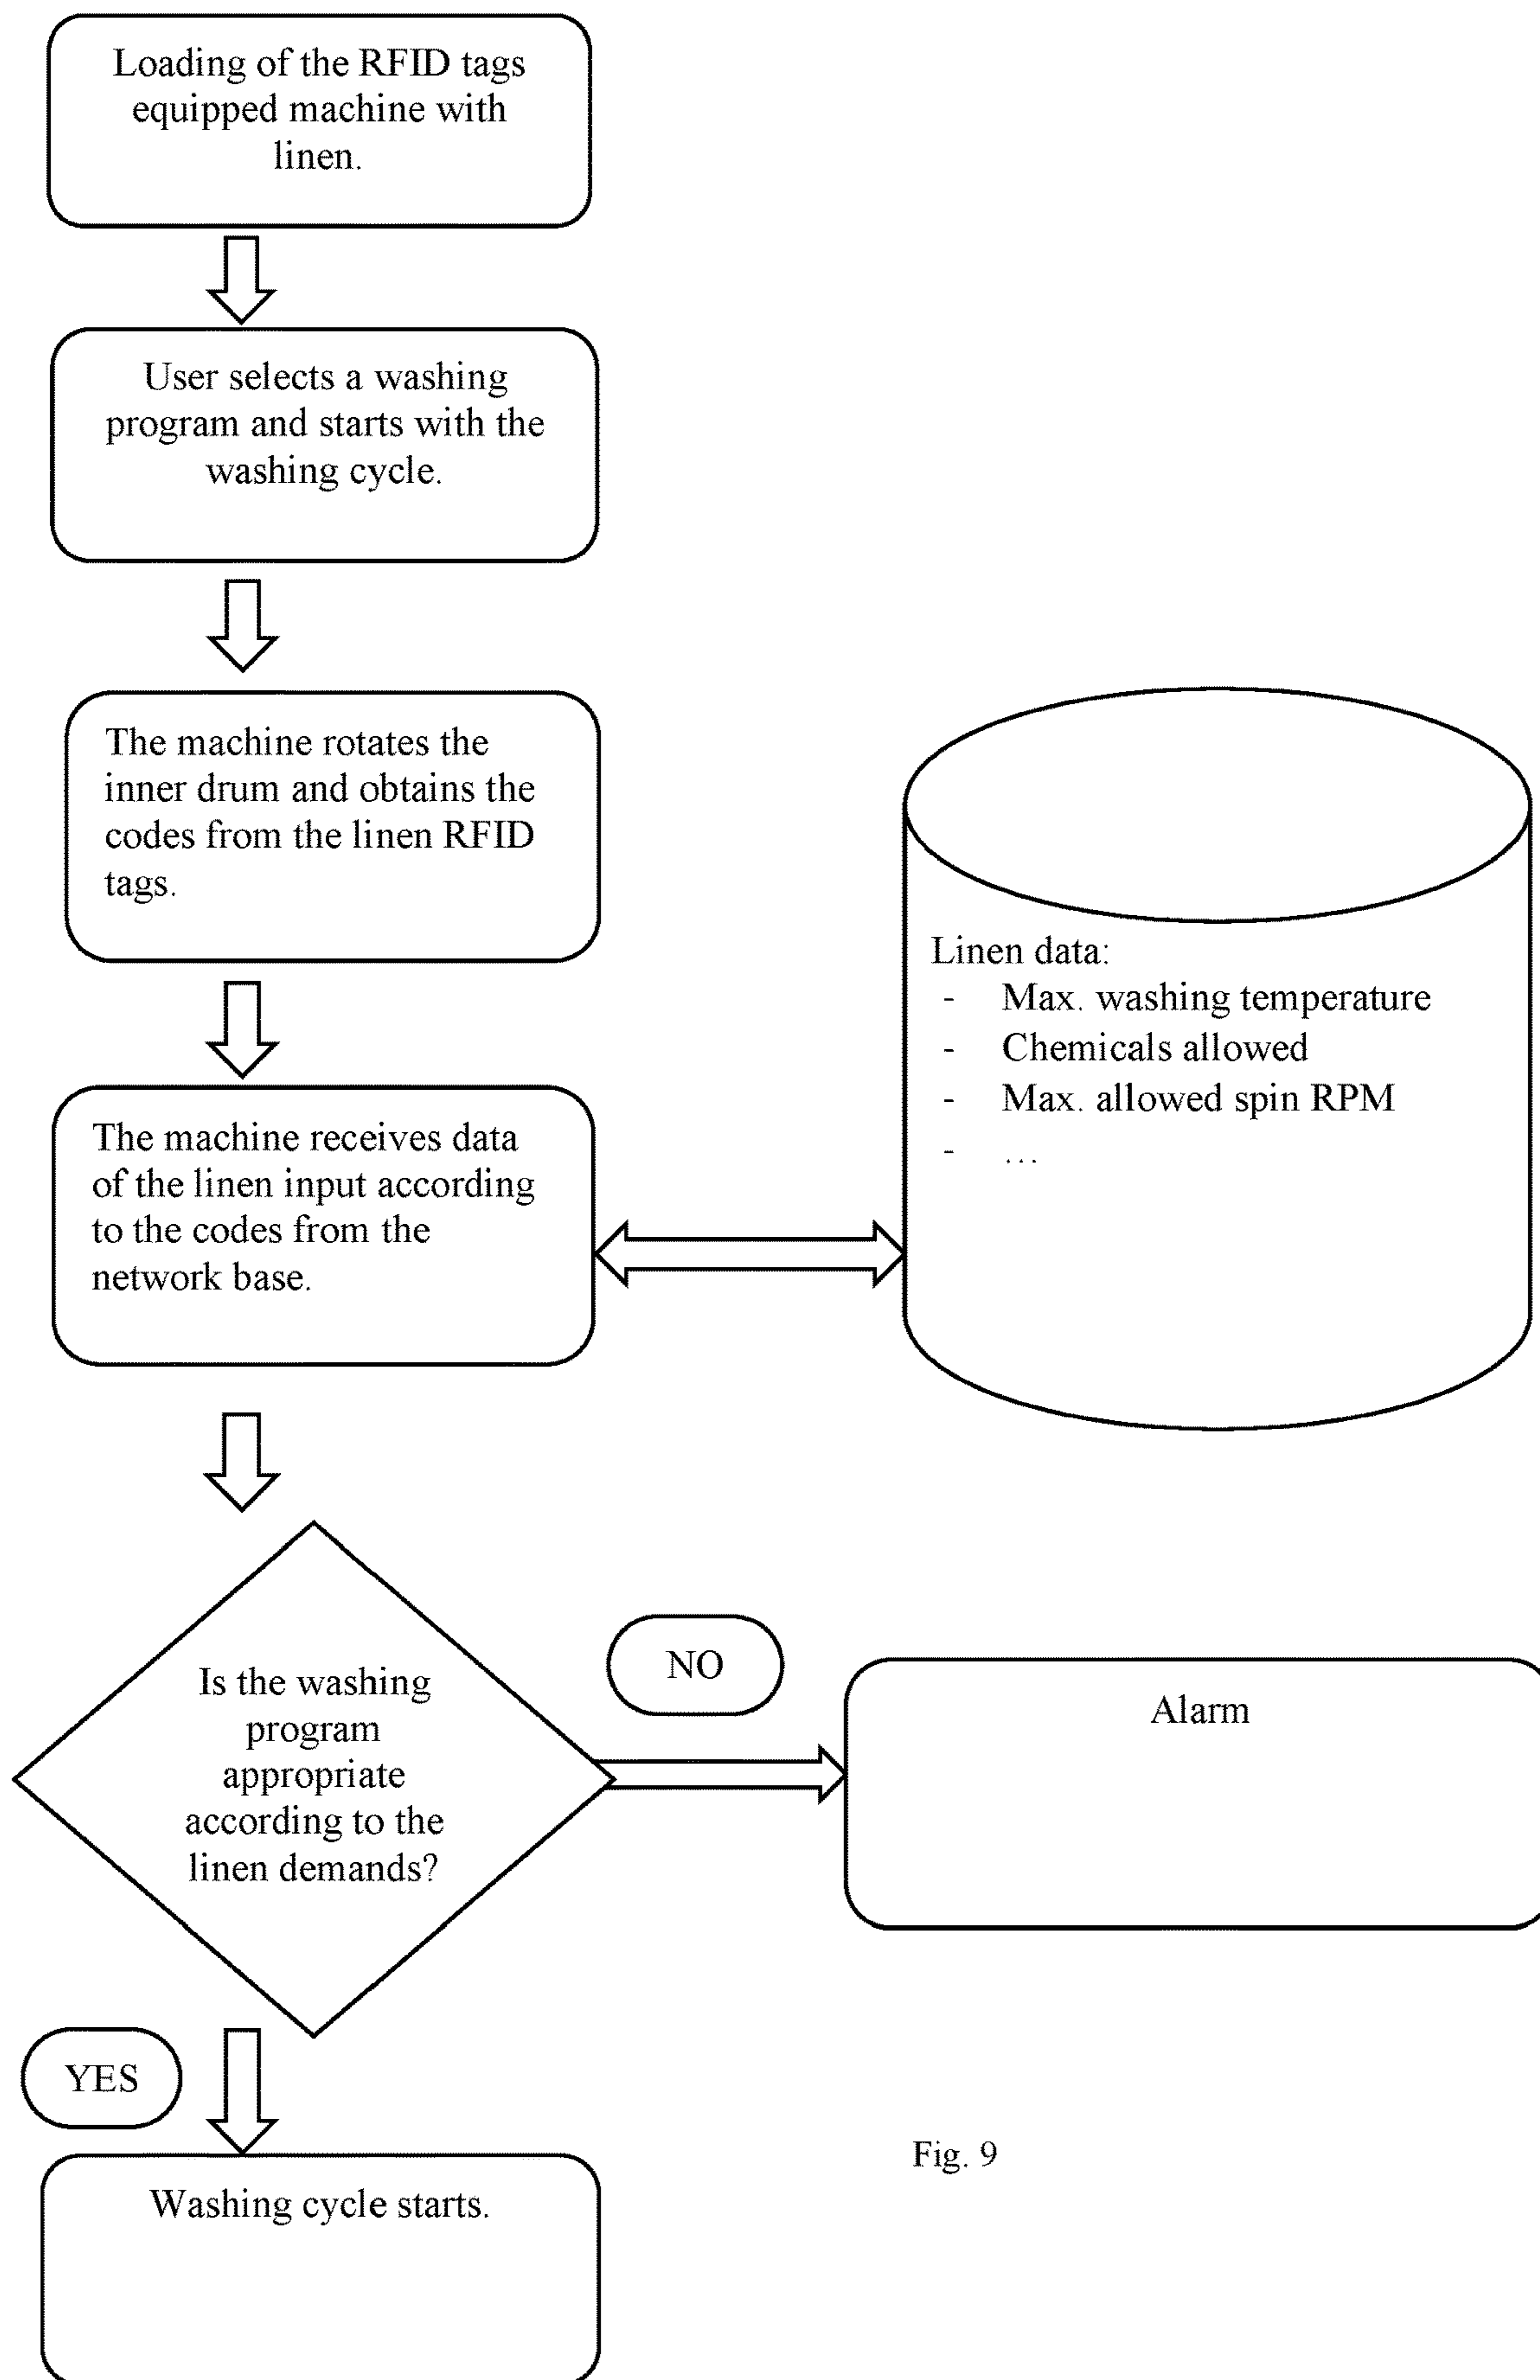 Loading of the RFID tags
equipped machine with
linen.
User selects a washing
program and starts with the
washing cycle.
The machine rotates the
inner drum and obtains the
codes from the linen RFID
tags.
Linen data:
- Max. washing temperature
- Chemicals allowed
- Max. allowed spin RPM
- ...
The machine receives data
of the linen input according
to the codes from the
network base.
Is the washing
program
appropriate
according to the
linen demands?
NO
Alarm
YES
Washing cycle starts.
Fig. 9